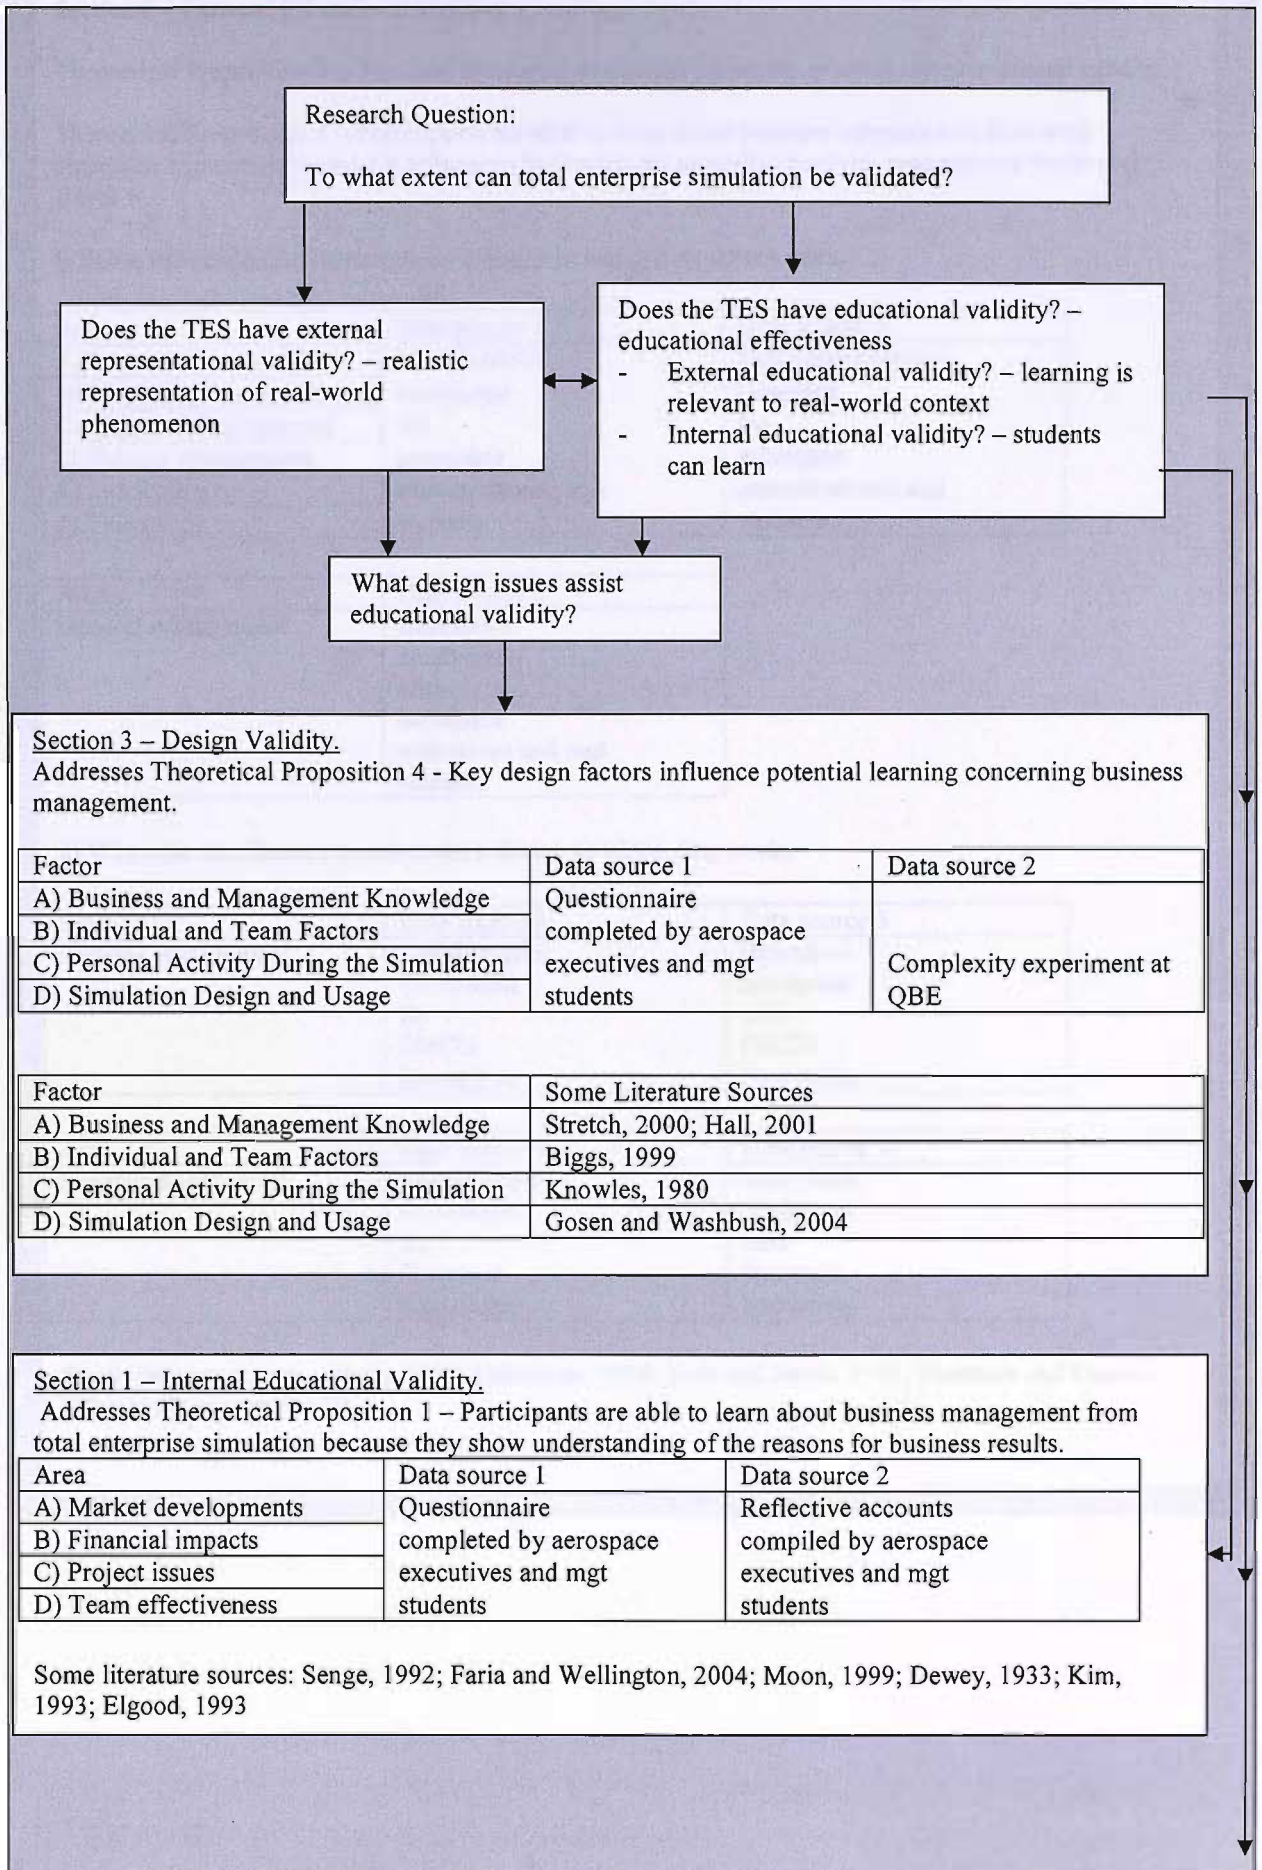 Research Question:
To what extent can total enterprise simulation be validated?
Does the TES have external
representational validity? – realistic
representation of real-world
phenomenon
Does the TES have educational validity? –
educational effectiveness
- External educational validity? – learning is
relevant to real-world context
- Internal educational validity? – students
can learn
What design issues assist
educational validity?
Section 3 – Design Validity.
Addresses Theoretical Proposition 4 - Key design factors influence potential learning concerning business
management.
Factor Data source 1 Data source 2
A) Business and Management Knowledge Questionnaire
B) Individual and Team Factors completed by aerospace
C) Personal Activity During the Simulation executives and mgt Complexity experiment at
D) Simulation Design and Usage students QBE
Factor Some Literature Sources
A) Business and Management Knowledge Stretch, 2000; Hall, 2001
B) Individual and Team Factors Biggs, 1999
C) Personal Activity During the Simulation Knowles, 1980
D) Simulation Design and Usage Gosen and Washbush, 2004
Section 1 – Internal Educational Validity.
Addresses Theoretical Proposition 1 – Participants are able to learn about business management from
total enterprise simulation because they show understanding of the reasons for business results.
Area Data source 1 Data source 2
A) Market developments Questionnaire Reflective accounts
B) Financial impacts completed by aerospace compiled by aerospace
C) Project issues executives and mgt executives and mgt
D) Team effectiveness students students
Some literature sources: Senge, 1992; Faria and Wellington, 2004; Moon, 1999; Dewey, 1933; Kim,
1993; Elgood, 1993